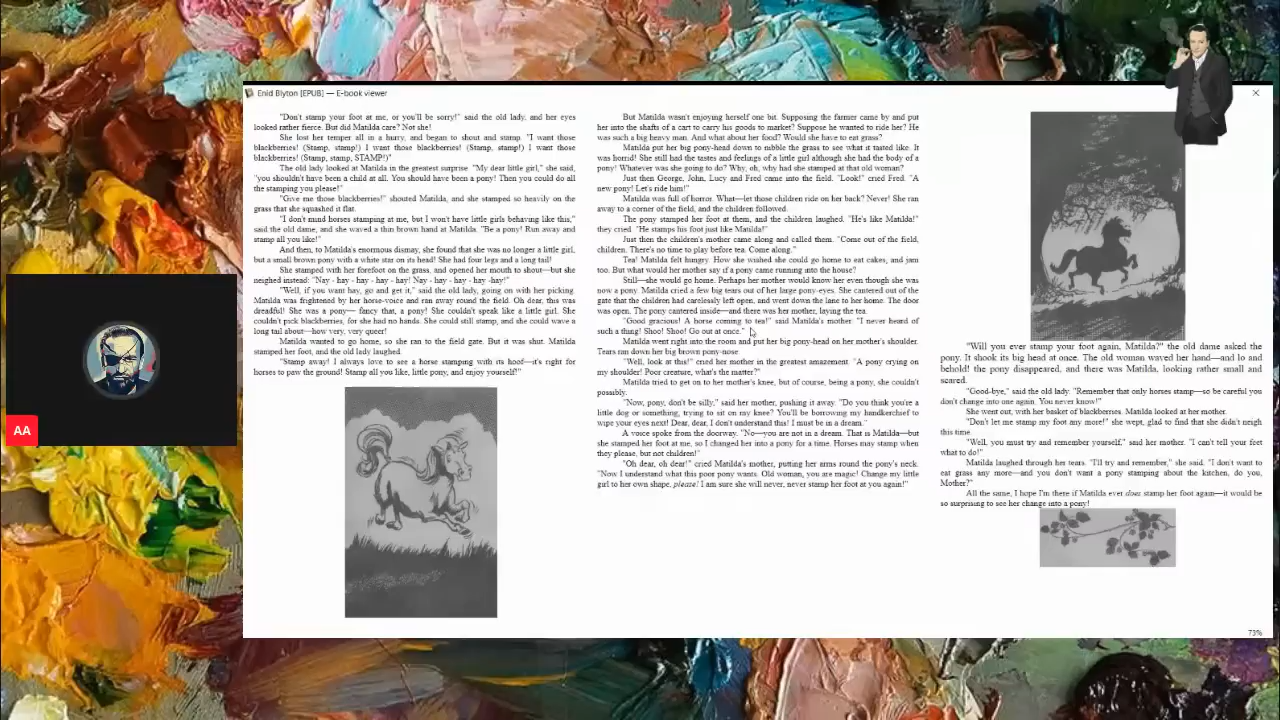 Enid Blyton [EPUB] — E-book viewer
"Don't stamp your foot at me, or you'll be sorry!" said the old lady, and her eyes
looked rather fierce. But did Matilda care? Not she!
She lost her temper all in a hurry, and began to shout and stamp. "I want those
blackberries! (Stamp, stamp!) I want those blackberries! (Stamp, stamp!) I want those
blackberries! (Stamp, stamp, STAMP!)"
The old lady looked at Matilda in the greatest surprise. "My dear little girl," she said,
"you shouldn't have been a child at all. You should have been a pony! Then you could do all
the stamping you please!"
"Give me those blackberries!" shouted Matilda, and she stamped so heavily on the
grass that she squashed it flat.
"I don't mind horses stamping at me, but I won't have little girls behaving like this,"
said the old dame, and she waved a thin brown hand at Matilda. "Be a pony! Run away and
stamp all you like!"
And then, to Matilda's enormous dismay, she found that she was no longer a little girl,
but a small brown pony with a white star on its head! She had four legs and a long tail!
She stamped with her forefoot on the grass, and opened her mouth to shout—but she
neighed instead: "Nay - hay - hay - hay - hay! Nay - hay - hay - hay -hay!"
"Well, if you want hay, go and get it," said the old lady, going on with her picking.
Matilda was frightened by her horse-voice and ran away round the field. Oh dear, this was
dreadful! She was a pony— fancy that, a pony! She couldn't speak like a little girl. She
couldn't pick blackberries, for she had no hands. She could still stamp, and she could wave a
long tail about—how very, very queer!
Matilda wanted to go home, so she ran to the field gate. But it was shut. Matilda
stamped her foot, and the old lady laughed.
"Stamp away! I always love to see a horse stamping with its hoof—it's right for
horses to paw the ground! Stamp all you like, little pony, and enjoy yourself!"
But Matilda wasn't enjoying herself one bit. Supposing the farmer came by and put
her into the shafts of a cart to carry his goods to market? Suppose he wanted to ride her? He
was such a big heavy man. And what about her food? Would she have to eat grass?
Matilda put her big pony-head down to nibble the grass to see what it tasted like. It
was horrid! She still had the tastes and feelings of a little girl although she had the body of a
pony! Whatever was she going to do? Why, oh, why had she stamped at that old woman?
Just then George, John, Lucy and Fred came into the field. "Look!" cried Fred. "A
new pony! Let's ride him!"
Matilda was full of horror. What—let those children ride on her back? Never! She ran
away to a corner of the field, and the children followed.
The pony stamped her foot at them, and the children laughed. "He's like Matilda!"
they cried. "He stamps his foot just like Matilda!"
Just then the children's mother came along and called them. "Come out of the field,
children. There's no time to play before tea. Come along."
Tea! Matilda felt hungry. How she wished she could go home to eat cakes, and jam
too. But what would her mother say if a pony came running into the house?
Still—she would go home. Perhaps her mother would know her even though she was
now a pony. Matilda cried a few big tears out of her large pony-eyes. She cantered out of the
gate that the children had carelessly left open, and went down the lane to her home. The door
was open. The pony cantered inside—and there was her mother, laying the tea.
"Good gracious! A horse coming to tea!" said Matilda's mother. "I never heard of
such a thing! Shoo! Shoo! Go out at once."
Matilda went right into the room and put her big pony-head on her mother's shoulder.
Tears ran down her big brown pony-nose.
"Well, look at this!" cried her mother in the greatest amazement. "A pony crying on
my shoulder! Poor creature, what's the matter?"
Matilda tried to get on to her mother's knee, but of course, being a pony, she couldn't
possibly.
"Now, pony, don't be silly," said her mother, pushing it away. "Do you think you're a
little dog or something, trying to sit on my knee? You'll be borrowing my handkerchief to
wipe your eyes next! Dear, dear, I don't understand this! I must be in a dream."
A voice spoke from the doorway. "No—you are not in a dream. That is Matilda—but
she stamped her foot at me, so I changed her into a pony for a time. Horses may stamp when
they please, but not children!"
"Oh dear, oh dear!" cried Matilda's mother, putting her arms round the pony's neck.
"Now I understand what this poor pony wants. Old woman, you are magic! Change my little
girl to her own shape, please! I am sure she will never, never stamp her foot at you again!"
"Will you ever stamp your foot again, Matilda?" the old dame asked the
pony. It shook its big head at once. The old woman waved her hand—and lo and
behold! the pony disappeared, and there was Matilda, looking rather small and
scared.
"Good-bye," said the old lady. "Remember that only horses stamp—so be careful you
don't change into one again. You never know!"
She went out, with her basket of blackberries. Matilda looked at her mother.
"Don't let me stamp my foot any more!" she wept, glad to find that she didn't neigh
this time.
"Well, you must try and remember yourself," said her mother. "I can't tell your feet
what to do!"
Matilda laughed through her tears. "I'll try and remember," she said. "I don't want to
eat grass any more—and you don't want a pony stamping about the kitchen, do you,
Mother?"
All the same, I hope I'm there if Matilda ever does stamp her foot again—it would be
so surprising to see her change into a pony!
AA
73%